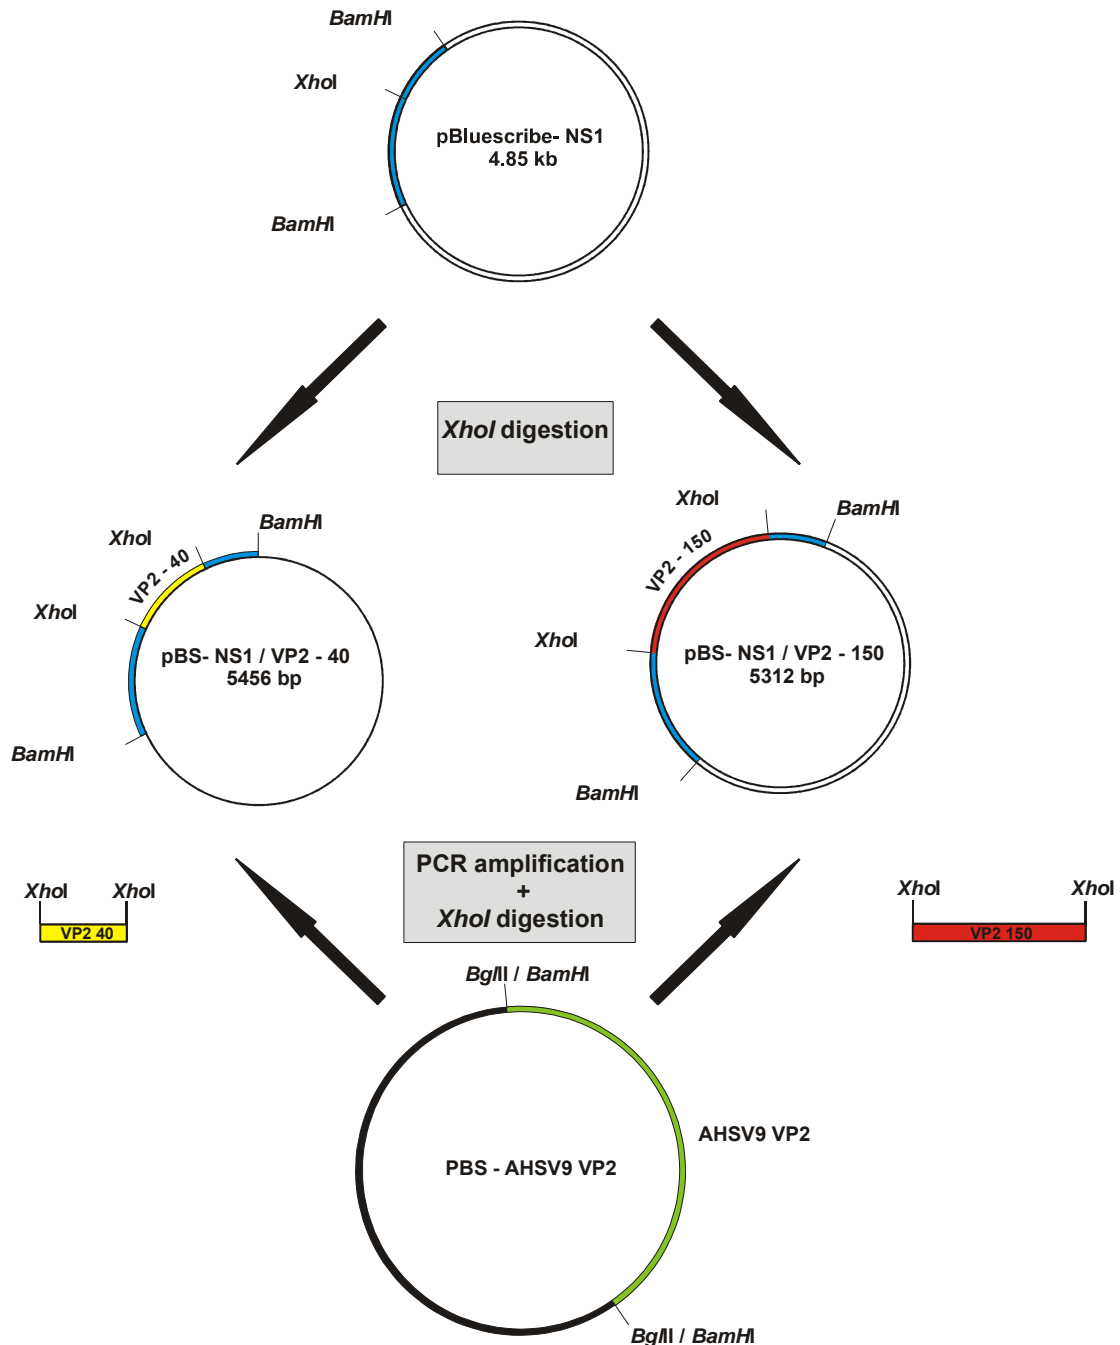 BamHI
XhoI
pBluescribe- NS1
4.85 kb
BamHI
XhoI digestion
XhoI
BamHI
VP2 - 40
XhoI
pBS- NS1 / VP2 - 40
5456 bp
BamHI
XhoI
BamHI
VP2 - 150
XhoI
pBS- NS1 / VP2 - 150
5312 bp
BamHI
PCR amplification
+
XhoI digestion
XhoI XhoI
VP2 40
XhoI XhoI
VP2 150
BglII / BamHI
AHSV9 VP2
PBS - AHSV9 VP2
BglII / BamHI